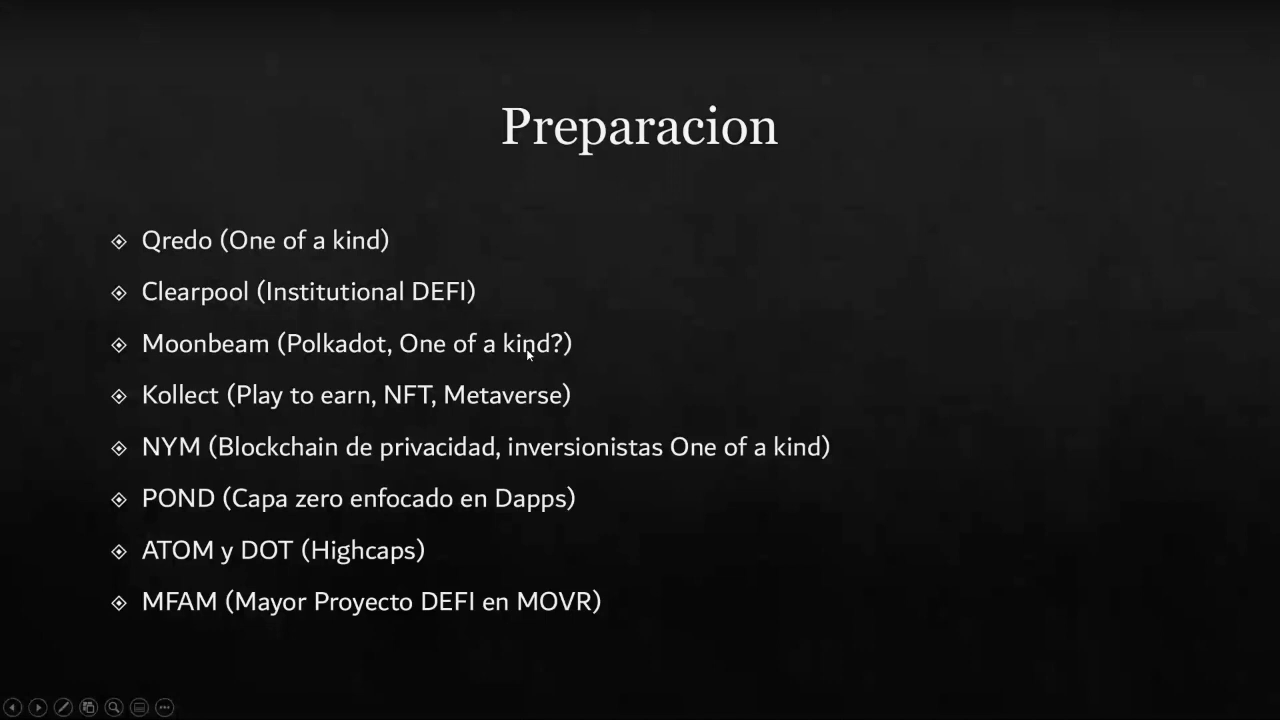 Preparacion
Qredo (One of a kind)
Clearpool (Institutional DEFI)
Moonbeam (Polkadot, One of a kind?)
Kollect (Play to earn, NFT, Metaverse)
NYM (Blockchain de privacidad, inversionistas One of a kind)
POND (Capa zero enfocado en Dapps)
ATOM y DOT (Highcaps)
MFAM (Mayor Proyecto DEFI en MOVR)